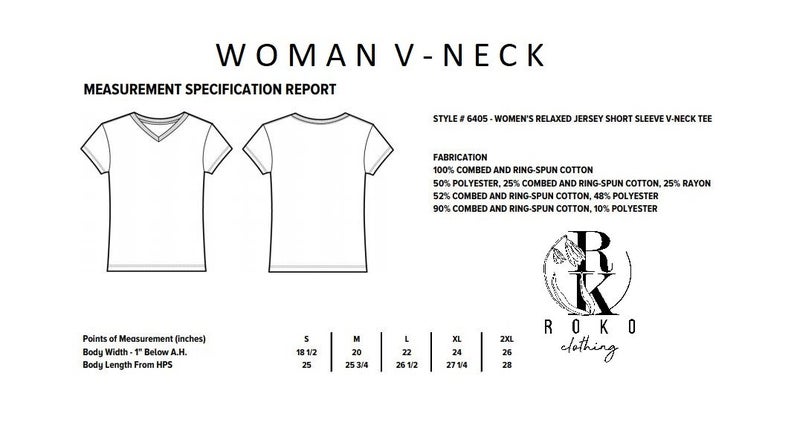 WOMAN V-NECK
MEASUREMENT SPECIFICATION REPORT
STYLE # 6405 - WOMEN'S RELAXED JERSEY SHORT SLEEVE V-NECK TEE
FABRICATION
100% COMBED AND RING-SPUN COTTON
50% POLYESTER, 25% COMBED AND RING-SPUN COTTON, 25% RAYON
52% COMBED AND RING-SPUN COTTON, 48% POLYESTER
90% COMBED AND RING-SPUN COTTON, 10% POLYESTER
R
K
ROKO
clothing
Points of Measurement (inches) S M L XL 2XL
Body Width - 1" Below A.H. 18 1/2 20 22 24 26
Body Length From HPS 25 25 3/4 26 1/2 27 1/4 28